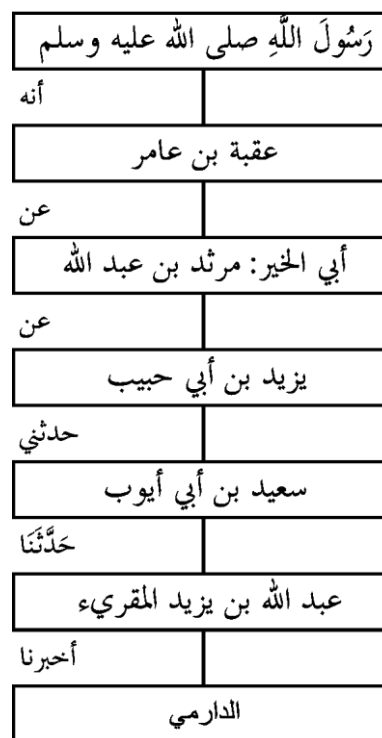 رَسُولَ اللَّهِ صلى الله عليه وسلم
أنه
عقبة بن عامر
عن
أبي الخير: مرثد بن عبد الله
عن
يزيد بن أبي حبيب
حدثني
سعيد بن أبي أيوب
حَدَّثَنَا
عبد الله بن يزيد المقريء
أخبرنا
الدارمي